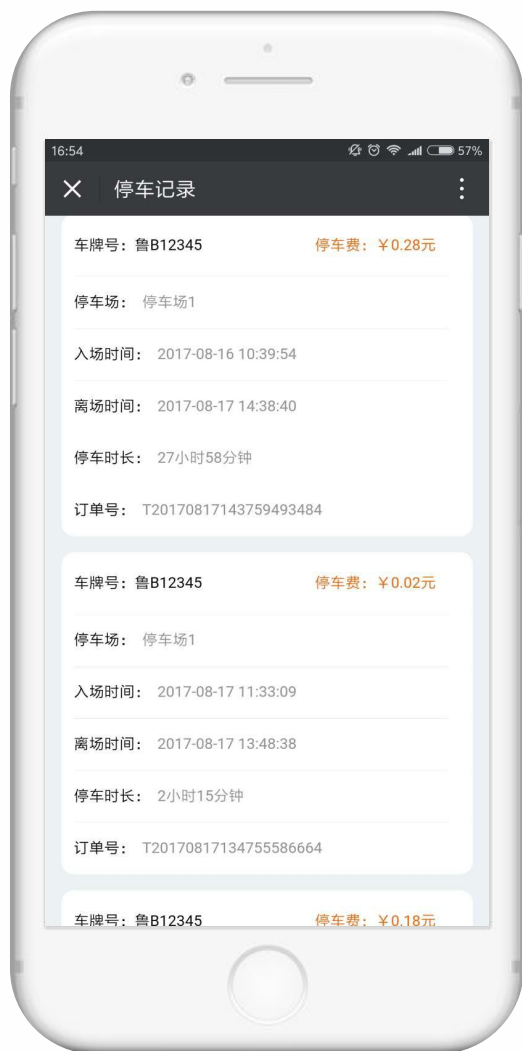 16:54 57%
停车记录
车牌号：鲁B12345 停车费：￥0.28元
停车场：停车场1
入场时间：2017-08-16 10:39:54
离场时间：2017-08-17 14:38:40
停车时长：27小时58分钟
订单号：T20170817143759493484
车牌号：鲁B12345 停车费：￥0.02元
停车场：停车场1
入场时间：2017-08-17 11:33:09
离场时间：2017-08-17 13:48:38
停车时长：2小时15分钟
订单号：T20170817134755586664
车牌号：鲁B12345 停车费：￥0.18元